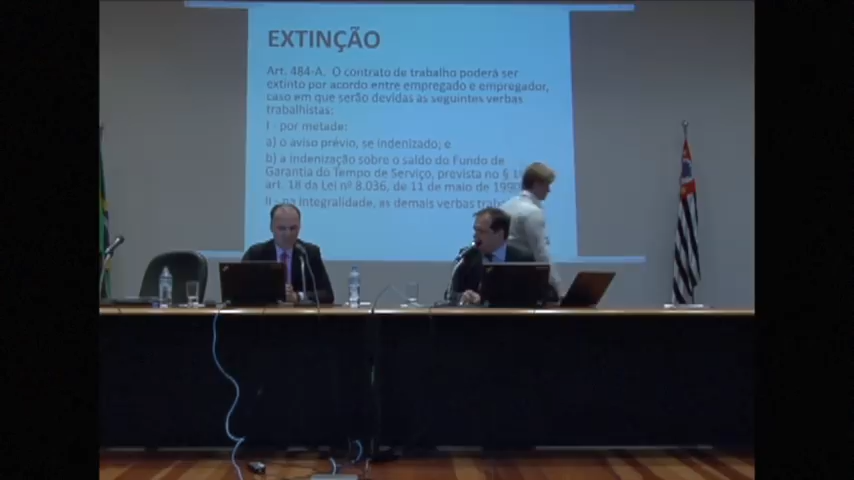 EXTINÇÃO
Art. 484-A. O contrato de trabalho poderá ser
extinto por acordo entre empregado e empregador,
caso em que serão devidas as seguintes verbas
trabalhistas:
I - por metade:
a) o aviso prévio, se indenizado; e
b) a indenização sobre o saldo do Fundo de
Garantia do Tempo de Serviço, prevista no §
art. 18 da Lei nº 8.036, de 11 de maio de 1990
II - na integralidade, as demais verbas